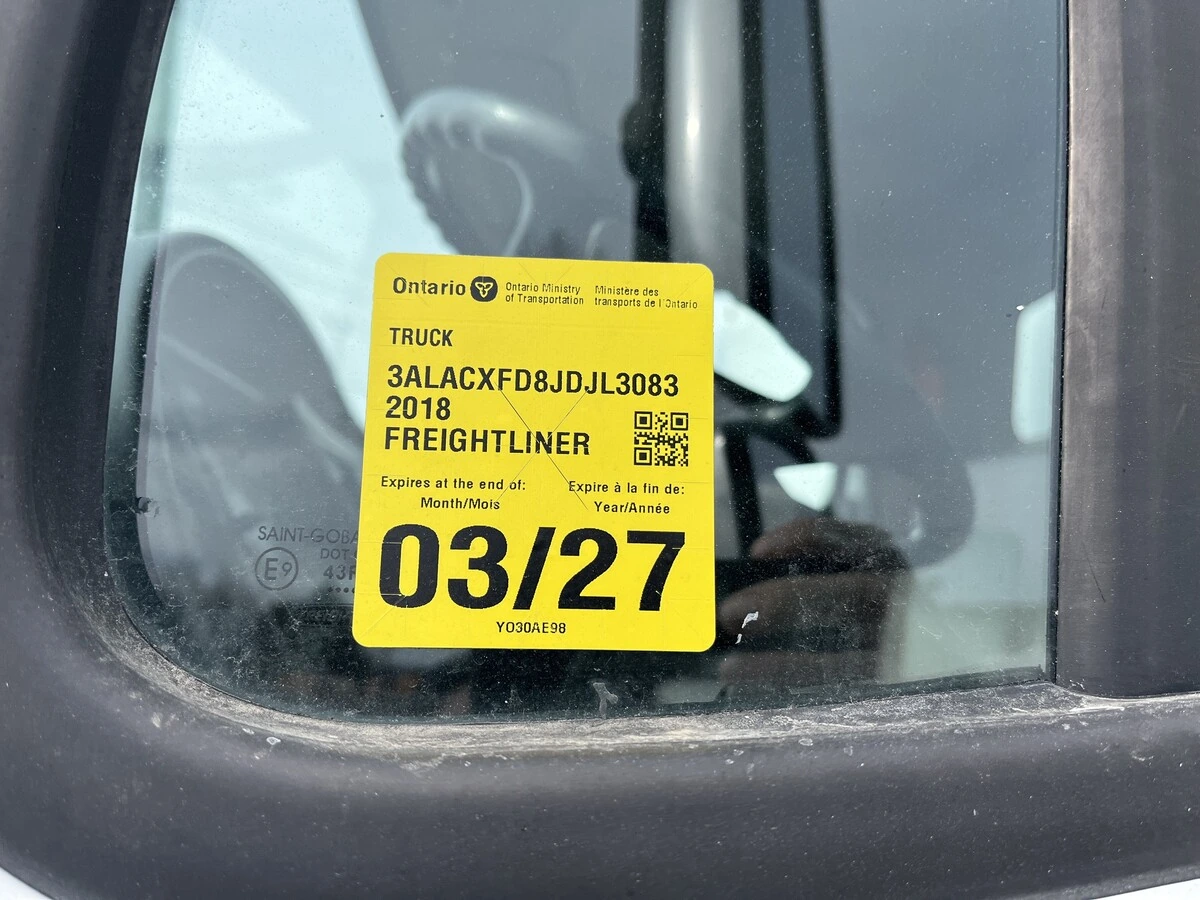 Ontario Ontario Ministry of Transportation Ministère des transports de l'Ontario
TRUCK
3ALACXFD8JDJL3083
2018
FREIGHTLINER
Expires at the end of: Expire à la fin de:
Month/Mois Year/Année
03/27
YO30AE98
SAINT-GOBA
DOT
E9
43R